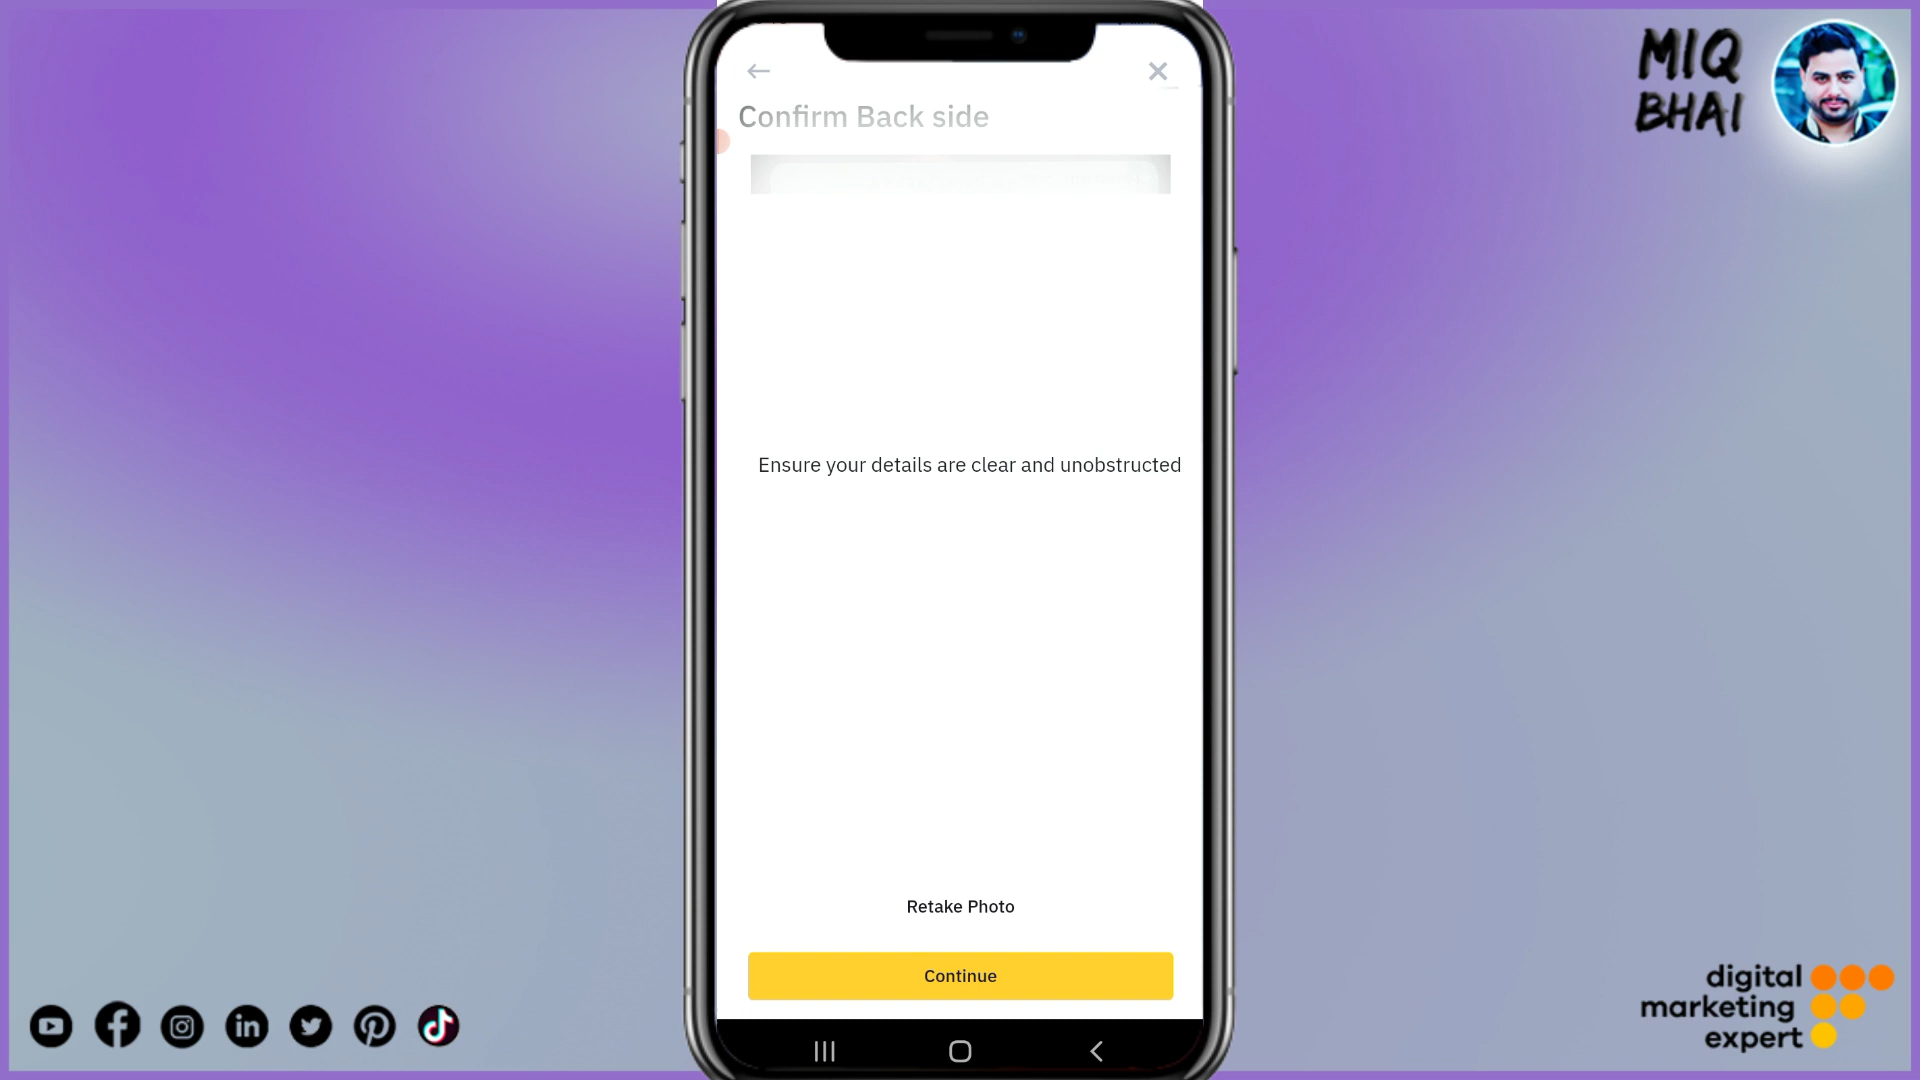 MIQ
BHAI
Confirm Back side
Ensure your details are clear and unobstructed
Retake Photo
Continue
digital
marketing
expert